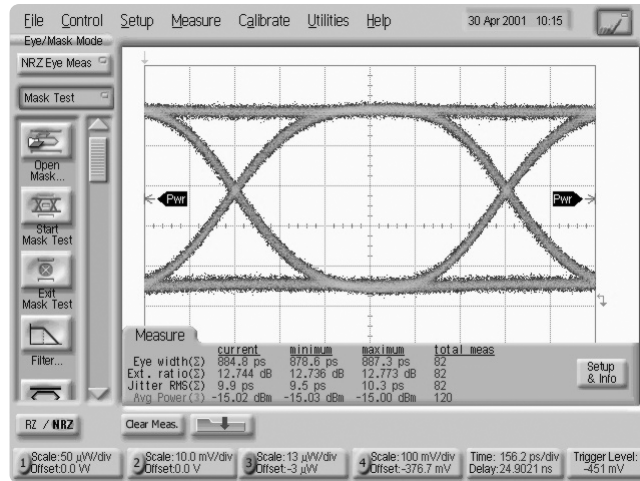 File Control Setup Measure Calibrate Utilities Help 30 Apr 2001 10:15
Eye/Mask Mode
NRZ Eye Meas
Mask Test
Open
Mask...
Start
Mask Test
Exit
Mask Test
Filter...
Pwr
Pwr
Measure
current minimum maximum total meas
Eye width(Σ) 884.8 ps 878.6 ps 887.3 ps 82
Ext. ratio(Σ) 12.744 dB 12.736 dB 12.773 dB 82
Jitter RMS(Σ) 9.9 ps 9.5 ps 10.3 ps 82
Avg Power(3) -15.02 dBm -15.03 dBm -15.00 dBm 120
Setup
& Info
RZ / NRZ
Clear Meas.
1 Scale:50 µW/div
Offset:0.0 W
2 Scale:10.0 mV/div
Offset:0.0 V
3 Scale:13 µW/div
Offset:-3 µW
4 Scale:100 mV/div
Offset:-376.7 mV
Time: 156.2 ps/div
Delay:24.9021 ns
Trigger Level:
-451 mV